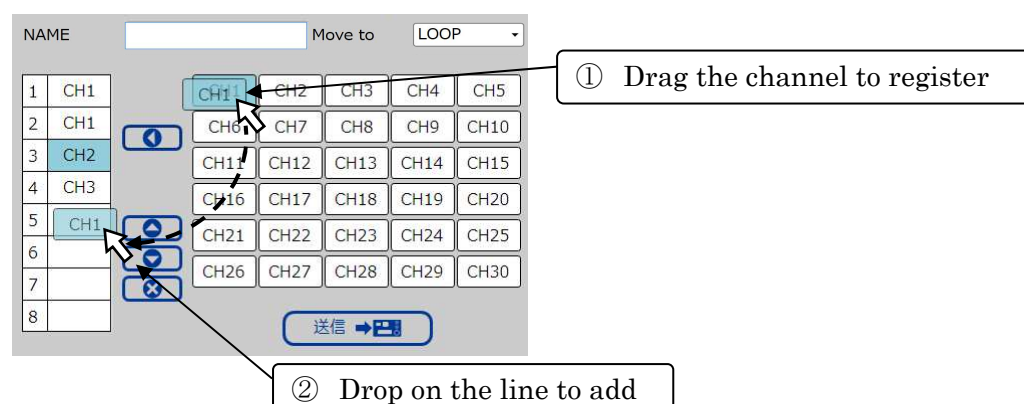 NAME Move to LOOP
① Drag the channel to register
1 CH1 CH1 CH1 CH2 CH3 CH4 CH5
2 CH1 CH6 CH7 CH8 CH9 CH10
3 CH2 CH11 CH12 CH13 CH14 CH15
4 CH3 CH16 CH17 CH18 CH19 CH20
5 CH1 CH21 CH22 CH23 CH24 CH25
6 CH26 CH27 CH28 CH29 CH30
7
8
送信
② Drop on the line to add